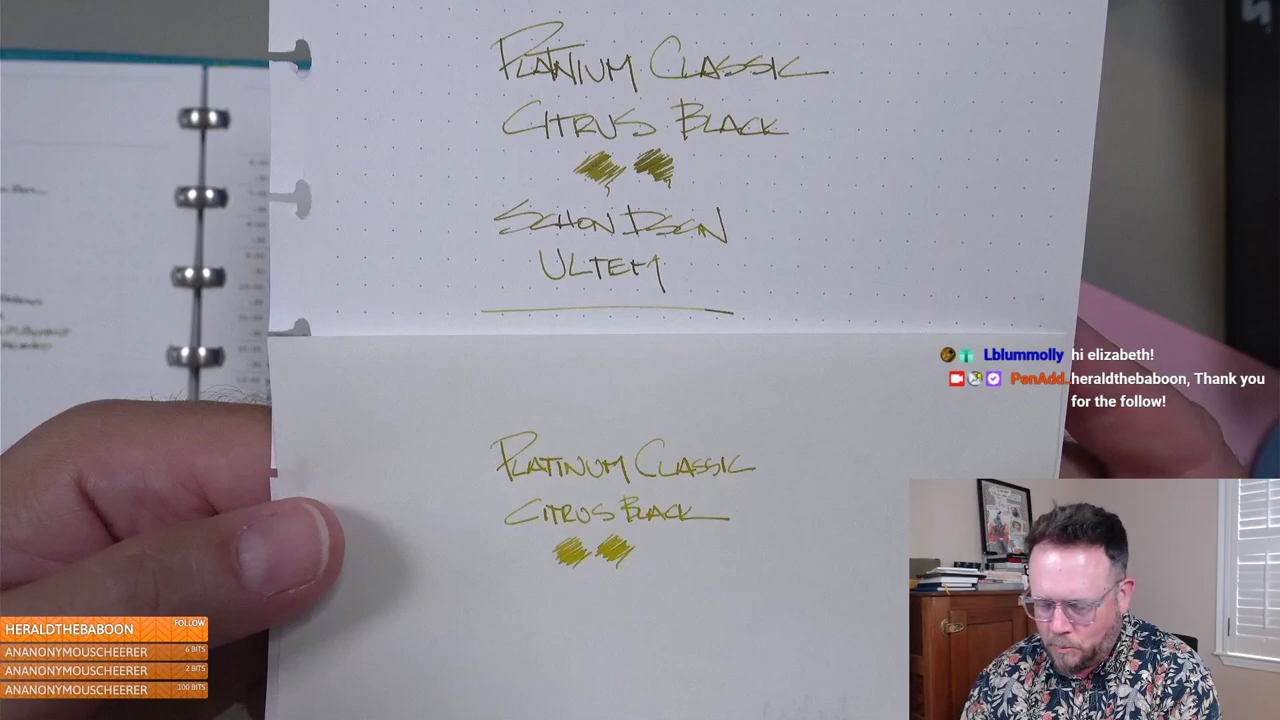 PLATNIUM CLASSIC
CITRUS BLACK
SCHON DSGN
ULTEM
PLATINUM CLASSIC
CITRUS BLACK
Lblummolly hi elizabeth!
PenAdd.. heraldthebaboon, Thank you
for the follow!
HERALDTHEBABOON FOLLOW
ANANONYMOUSCHEERER 6 BITS
ANANONYMOUSCHEERER 2 BITS
ANANONYMOUSCHEERER 100 BITS